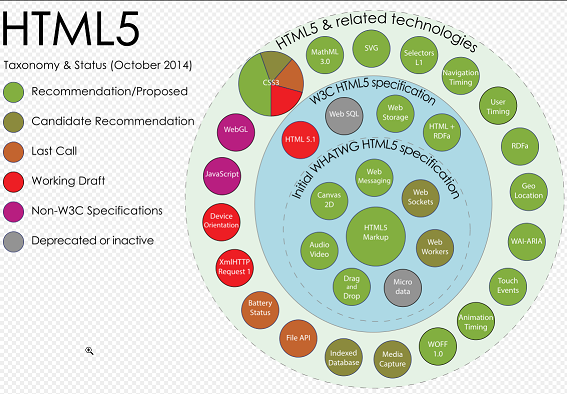 HTML5
Taxonomy & Status (October 2014)
Recommendation/Proposed
Candidate Recommendation
Last Call
Working Draft
Non-W3C Specifications
Deprecated or inactive
HTML5 & related technologies
CSS3
MathML
3.0
SVG
Selectors
L1
Navigation
Timing
User
Timing
RDFa
Geo
Location
WAI-ARIA
Touch
Events
Animation
Timing
WOFF
1.0
Media
Capture
Indexed
Database
File API
Battery
Status
XmlHTTP
Request 1
Device
Orientation
JavaScript
WebGL
W3C HTML5 specification
HTML 5.1
Web SQL
Web
Storage
HTML +
RDFa
Initial WHATWG HTML5 specification
Web
Messaging
Web
Sockets
Web
Workers
Micro
data
Drag
and
Drop
Audio
Video
Canvas
2D
HTML5
Markup